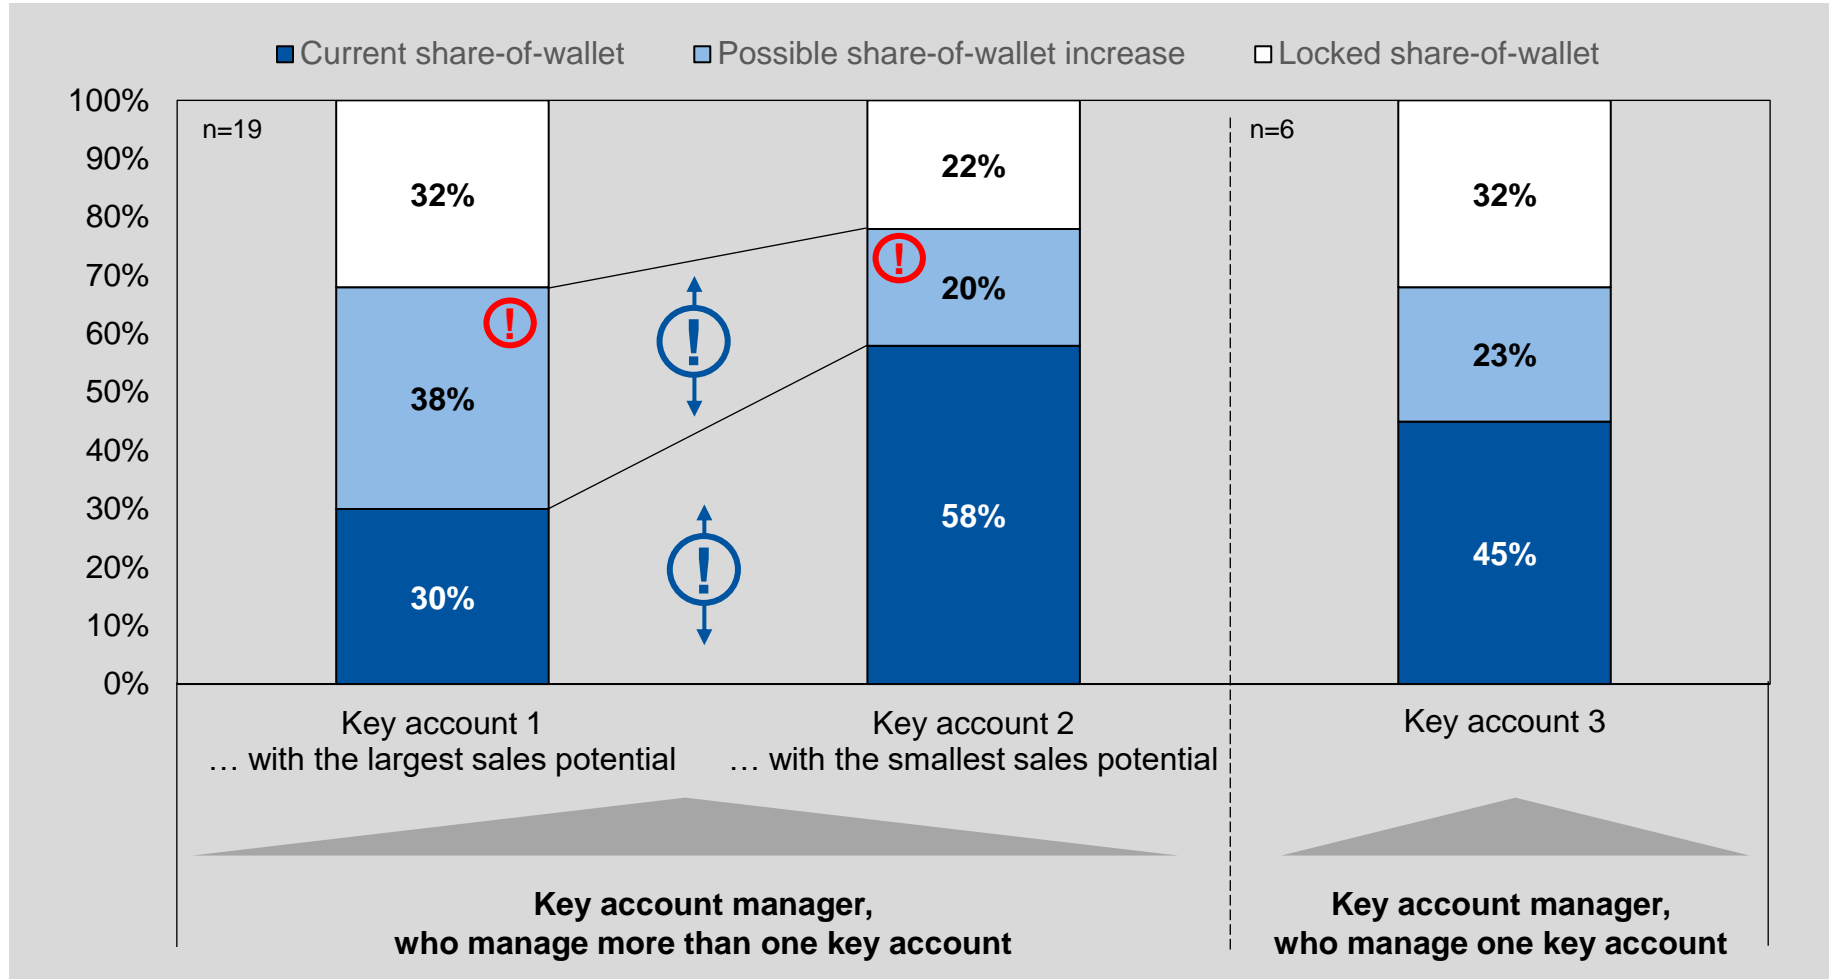 Current share-of-wallet
Possible share-of-wallet increase
Locked share-of-wallet
100%
90%
80%
70%
60%
50%
40%
30%
20%
10%
0%
n=19
32%
38%
30%
!
!
!
22%
!
20%
58%
n=6
32%
23%
45%
Key account 1
… with the largest sales potential
Key account 2
… with the smallest sales potential
Key account 3
Key account manager,
who manage more than one key account
Key account manager,
who manage one key account